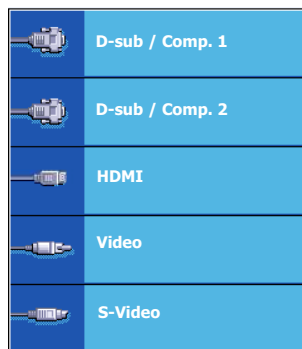 D-sub / Comp. 1
D-sub / Comp. 2
HDMI
Video
S-Video